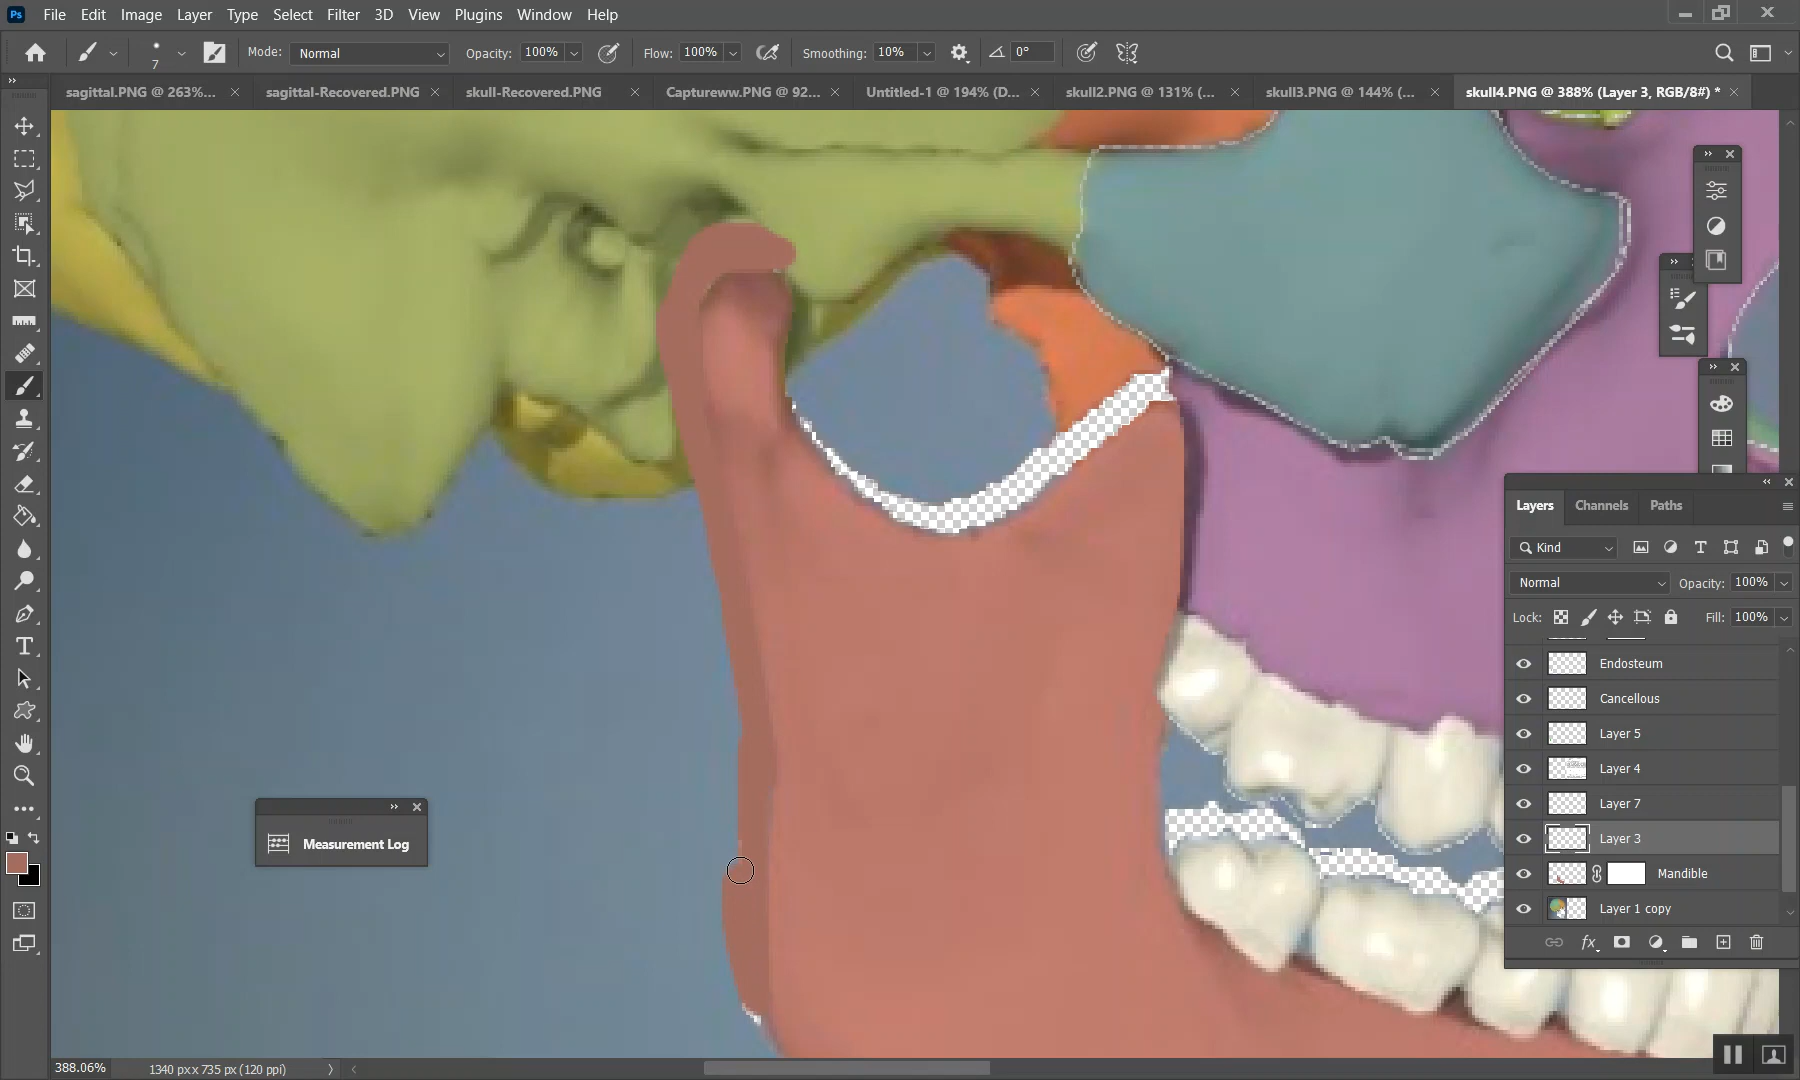 Ps File Edit Image Layer Type Select Filter 3D View Plugins Window Help
7 Mode: Normal Opacity: 100% Flow: 100% Smoothing: 10% 0°
sagittal.PNG @ 263%... × sagittal-Recovered.PNG × skull-Recovered.PNG × Captureww.PNG @ 92... × Untitled-1 @ 194% (D... × skull2.PNG @ 131% (... × skull3.PNG @ 144% (... × skull4.PNG @ 388% (Layer 3, RGB/8#) * ×
Layers Channels Paths
Kind
Normal Opacity: 100%
Lock: Fill: 100%
Endosteum
Cancellous
Layer 5
Layer 4
Layer 7
Layer 3
Mandible
Layer 1 copy
fx
Measurement Log
388.06% 1340 px x 735 px (120 ppi)